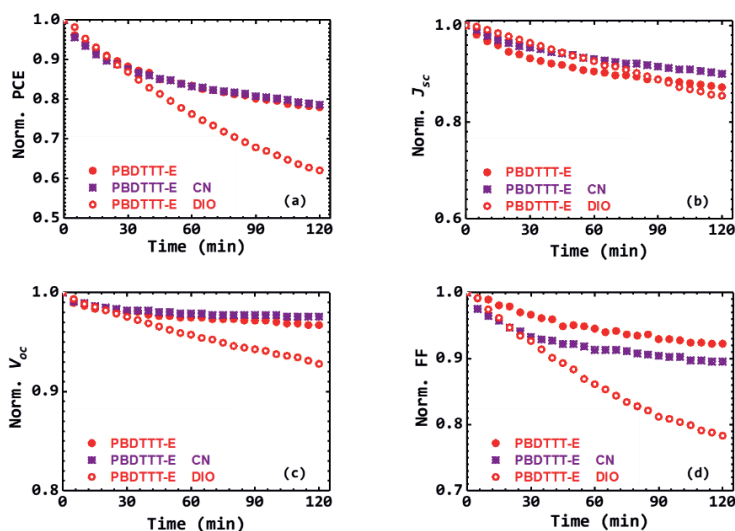 1.0
0.9
0.8
0.7
0.6
0.5
Norm. PCE
PBDTTT-E
PBDTTT-E CN
PBDTTT-E DIO
(a)
0 30 60 90 120
Time (min)
1.0
0.8
0.6
Norm. Jsc
PBDTTT-E
PBDTTT-E CN
PBDTTT-E DIO
(b)
0 30 60 90 120
Time (min)
1.0
0.9
0.8
Norm. Voc
PBDTTT-E
PBDTTT-E CN
PBDTTT-E DIO
(c)
0 30 60 90 120
Time (min)
1.0
0.9
0.8
0.7
Norm. FF
PBDTTT-E
PBDTTT-E CN
PBDTTT-E DIO
(d)
0 30 60 90 120
Time (min)